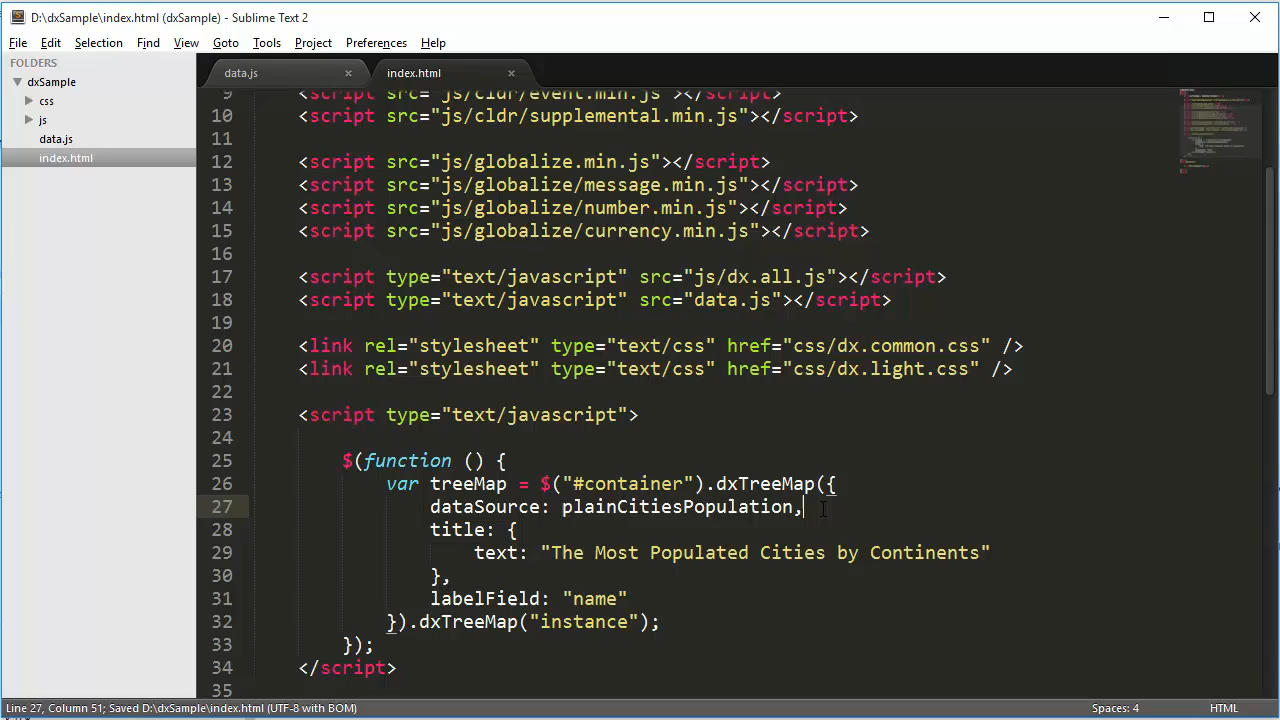 D:\dxSample\index.html (dxSample) - Sublime Text 2
File Edit Selection Find View Goto Tools Project Preferences Help
FOLDERS
dxSample
css
js
data.js
index.html
data.js × index.html ×
9 <script src="js/cldr/event.min.js"></script>
10 <script src="js/cldr/supplemental.min.js"></script>
11
12 <script src="js/globalize.min.js"></script>
13 <script src="js/globalize/message.min.js"></script>
14 <script src="js/globalize/number.min.js"></script>
15 <script src="js/globalize/currency.min.js"></script>
16
17 <script type="text/javascript" src="js/dx.all.js"></script>
18 <script type="text/javascript" src="data.js"></script>
19
20 <link rel="stylesheet" type="text/css" href="css/dx.common.css" />
21 <link rel="stylesheet" type="text/css" href="css/dx.light.css" />
22
23 <script type="text/javascript">
24
25 $(function () {
26 var treeMap = $("#container").dxTreeMap({
27 dataSource: plainCitiesPopulation,
28 title: {
29 text: "The Most Populated Cities by Continents"
30 },
31 labelField: "name"
32 }).dxTreeMap("instance");
33 });
34 </script>
35
Line 27, Column 51; Saved D:\dxSample\index.html (UTF-8 with BOM) Spaces: 4 HTML